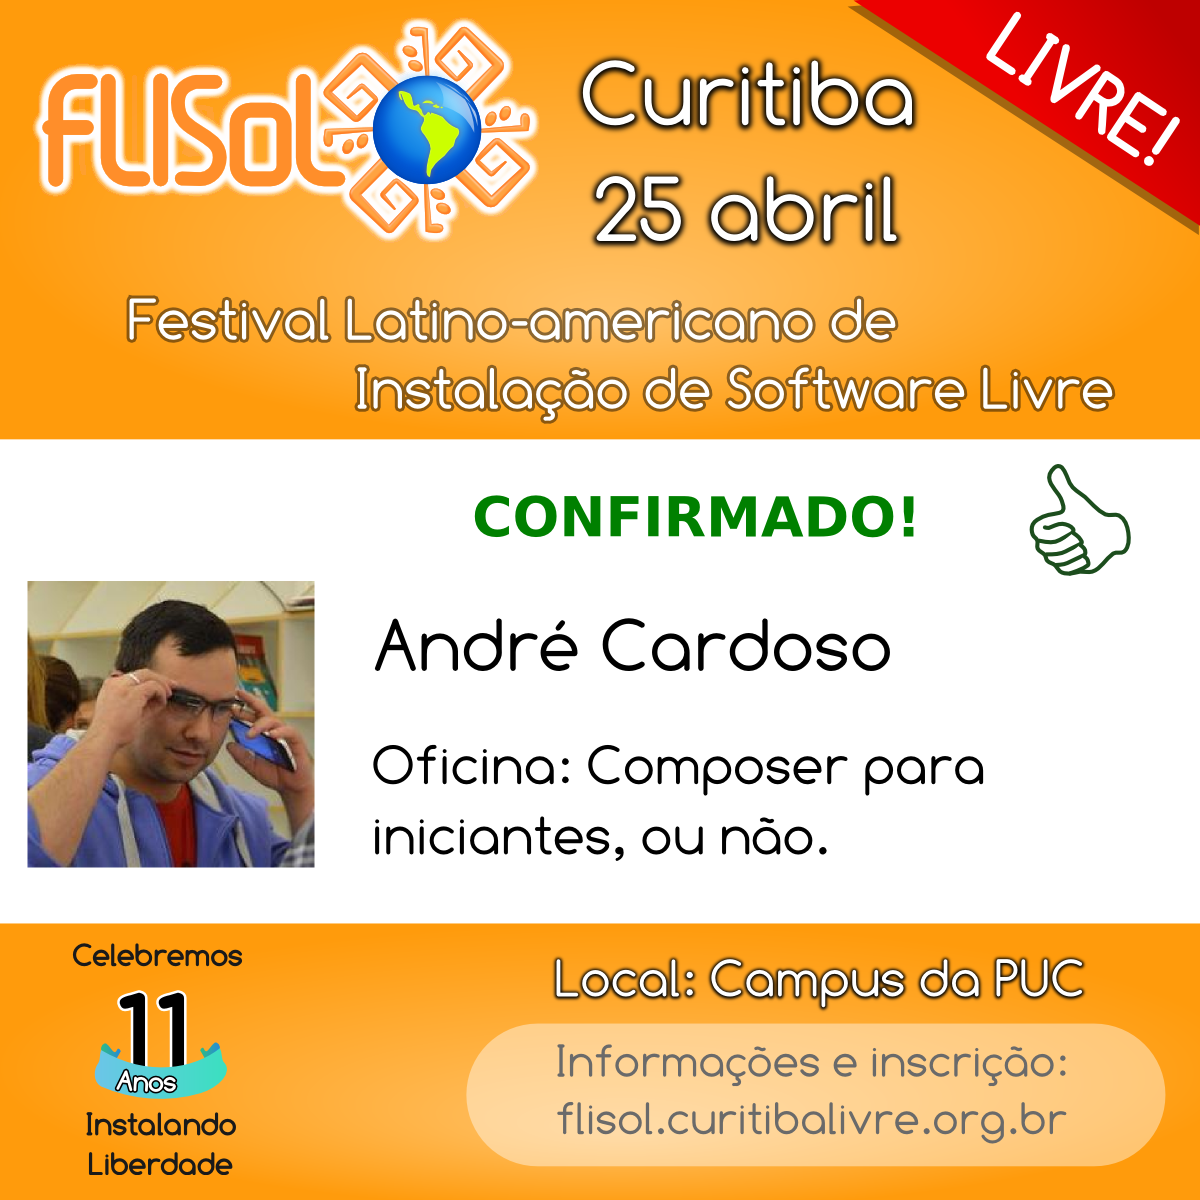 fLISol
Curitiba
25 abril
LIVRE!
Festival Latino-americano de
Instalação de Software Livre
CONFIRMADO!
André Cardoso
Oficina: Composer para
iniciantes, ou não.
Celebremos
11
Anos
Instalando
Liberdade
Local: Campus da PUC
Informações e inscrição:
flisol.curitibalivre.org.br